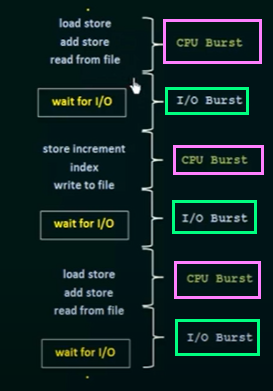 load store
add store
read from file
CPU Burst
wait for I/O
I/O Burst
store increment
index
write to file
CPU Burst
wait for I/O
I/O Burst
load store
add store
read from file
CPU Burst
wait for I/O
I/O Burst